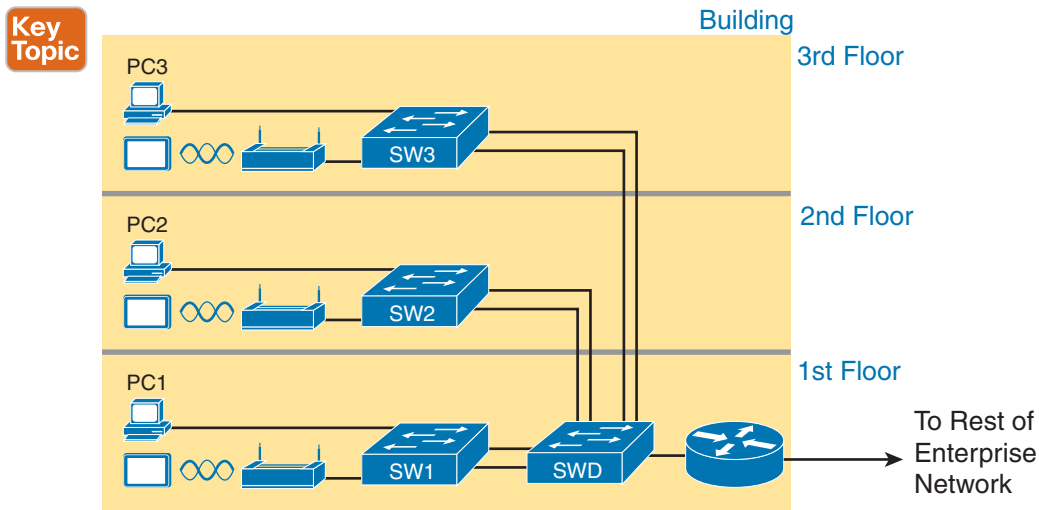 Key
Topic
Building
3rd Floor
PC3
SW3
2nd Floor
PC2
SW2
1st Floor
PC1
SW1
SWD
To Rest of
Enterprise
Network